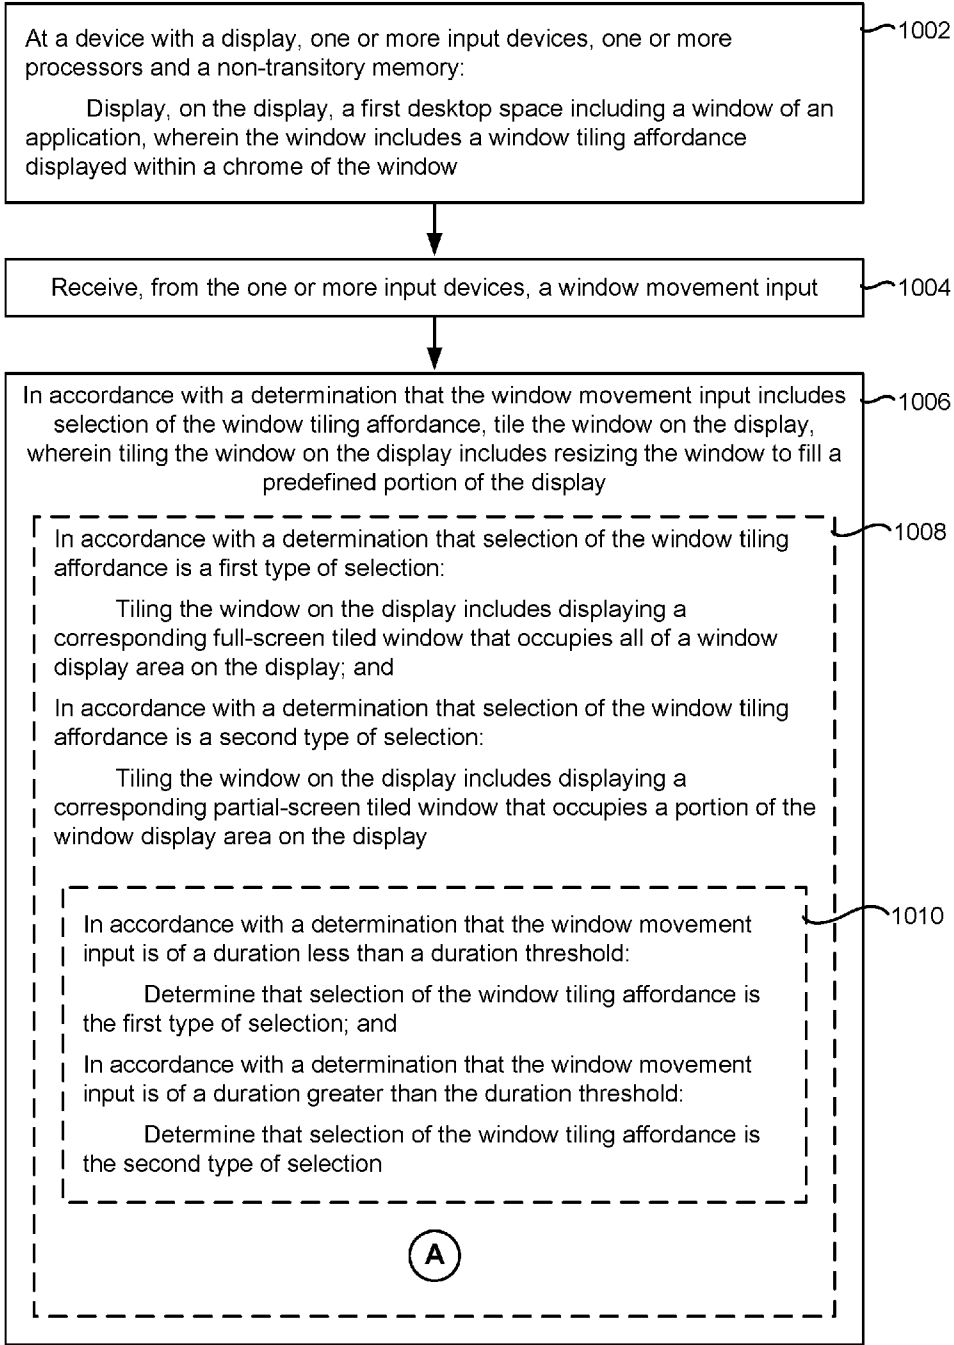 At a device with a display, one or more input devices, one or more
processors and a non-transitory memory:
Display, on the display, a first desktop space including a window of an
application, wherein the window includes a window tiling affordance
displayed within a chrome of the window
1002
Receive, from the one or more input devices, a window movement input
1004
In accordance with a determination that the window movement input includes
selection of the window tiling affordance, tile the window on the display,
wherein tiling the window on the display includes resizing the window to fill a
predefined portion of the display
1006
In accordance with a determination that selection of the window tiling
affordance is a first type of selection:
Tiling the window on the display includes displaying a
corresponding full-screen tiled window that occupies all of a window
display area on the display; and
In accordance with a determination that selection of the window tiling
affordance is a second type of selection:
Tiling the window on the display includes displaying a
corresponding partial-screen tiled window that occupies a portion of the
window display area on the display
1008
In accordance with a determination that the window movement
input is of a duration less than a duration threshold:
Determine that selection of the window tiling affordance is
the first type of selection; and
In accordance with a determination that the window movement
input is of a duration greater than the duration threshold:
Determine that selection of the window tiling affordance is
the second type of selection
1010
A